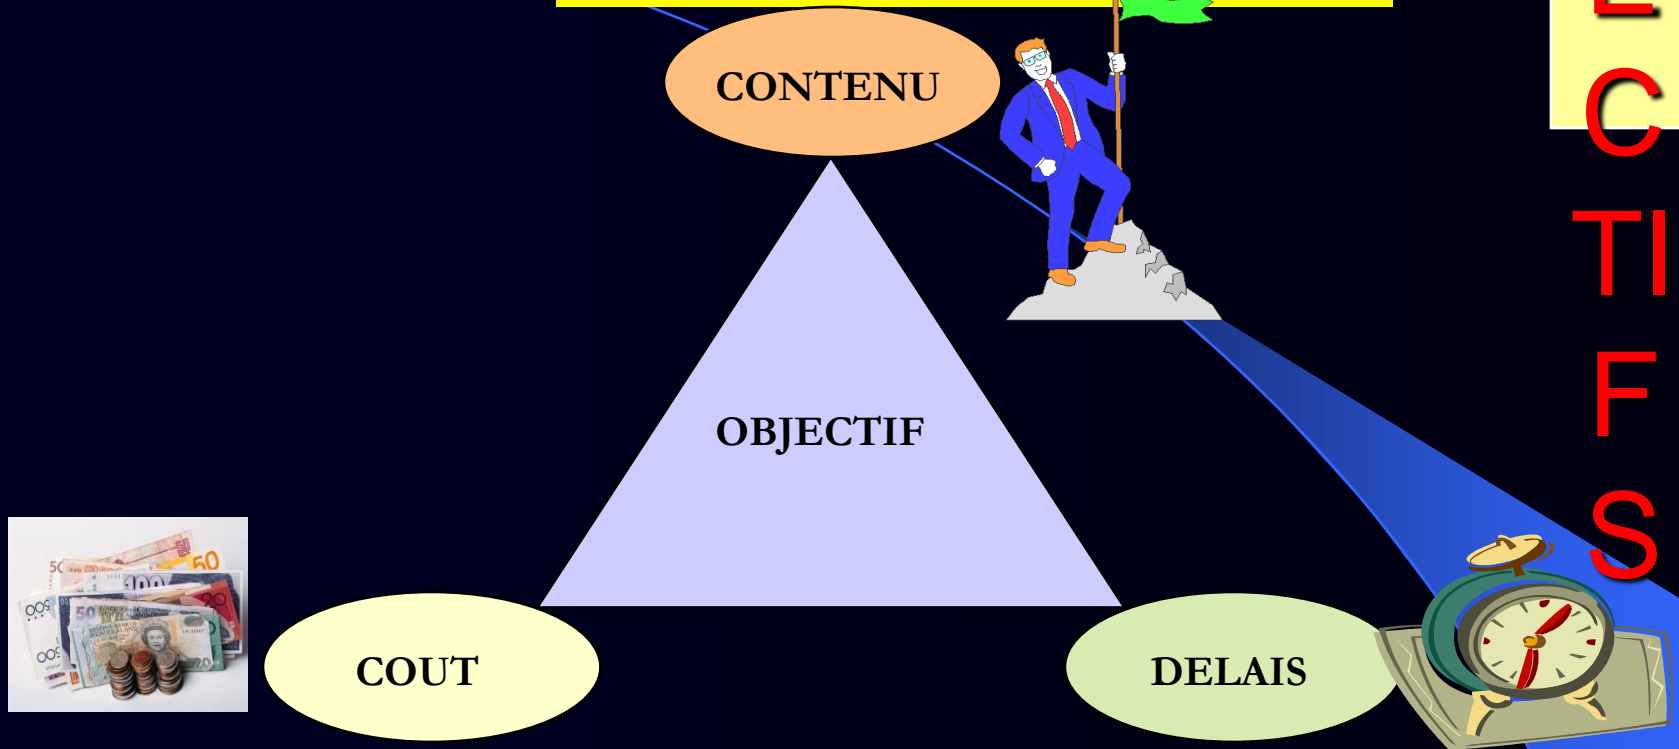 CONTENU
OBJECTIF
COUT
DELAIS
C
TI
F
S